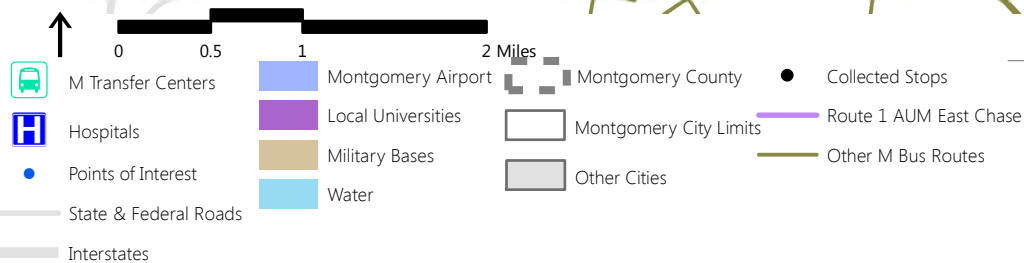 0 0.5 1 2 Miles
M Transfer Centers
H Hospitals
Points of Interest
State & Federal Roads
Interstates
Montgomery Airport
Local Universities
Military Bases
Water
Montgomery County
Montgomery City Limits
Other Cities
Collected Stops
Route 1 AUM East Chase
Other M Bus Routes